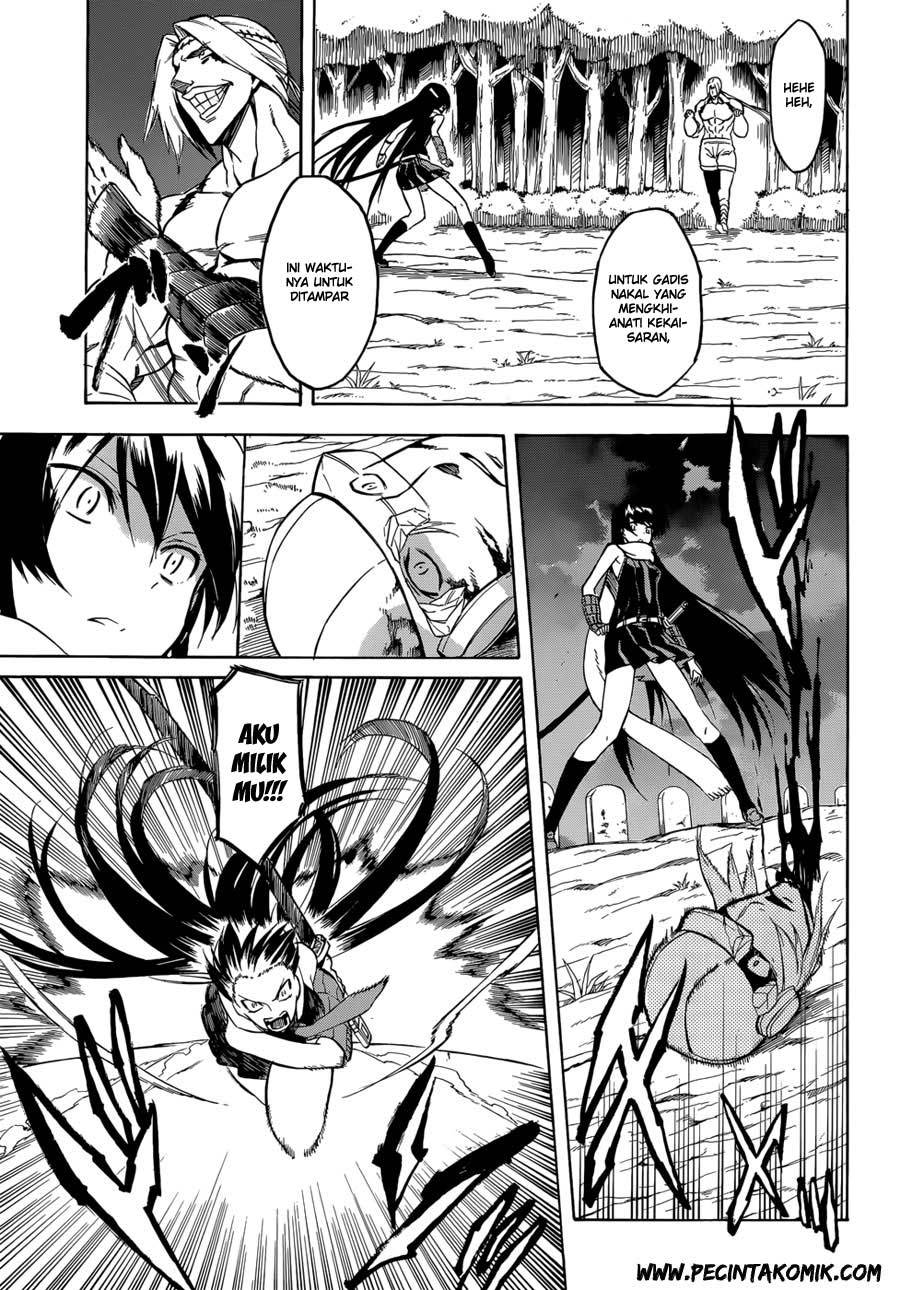 HEHE
HEH,
UNTUK GADIS
NAKAL YANG
MENGKHI-
ANATI KEKAI-
SARAN,
INI WAKTU-
NYA UNTUK
DITAMPAR
AKU
MILIK
MU!!!
WWW.PECINTAKOMIK.COM